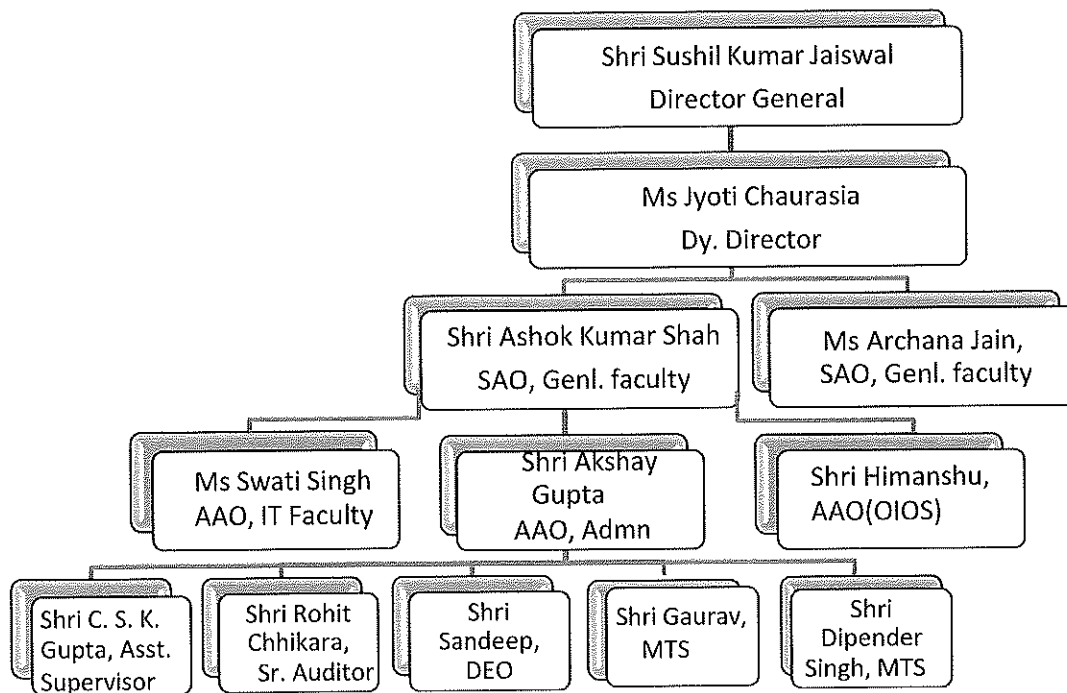 Shri Sushil Kumar Jaiswal
Director General
Ms Jyoti Chaurasia
Dy. Director
Shri Ashok Kumar Shah
SAO, Genl. faculty
Ms Archana Jain,
SAO, Genl. faculty
Ms Swati Singh
AAO, IT Faculty
Shri Akshay
Gupta
AAO, Admn
Shri Himanshu,
AAO(OIOS)
Shri C. S. K.
Gupta, Asst.
Supervisor
Shri Rohit
Chhikara,
Sr. Auditor
Shri
Sandeep,
DEO
Shri Gaurav,
MTS
Shri
Dipender
Singh, MTS